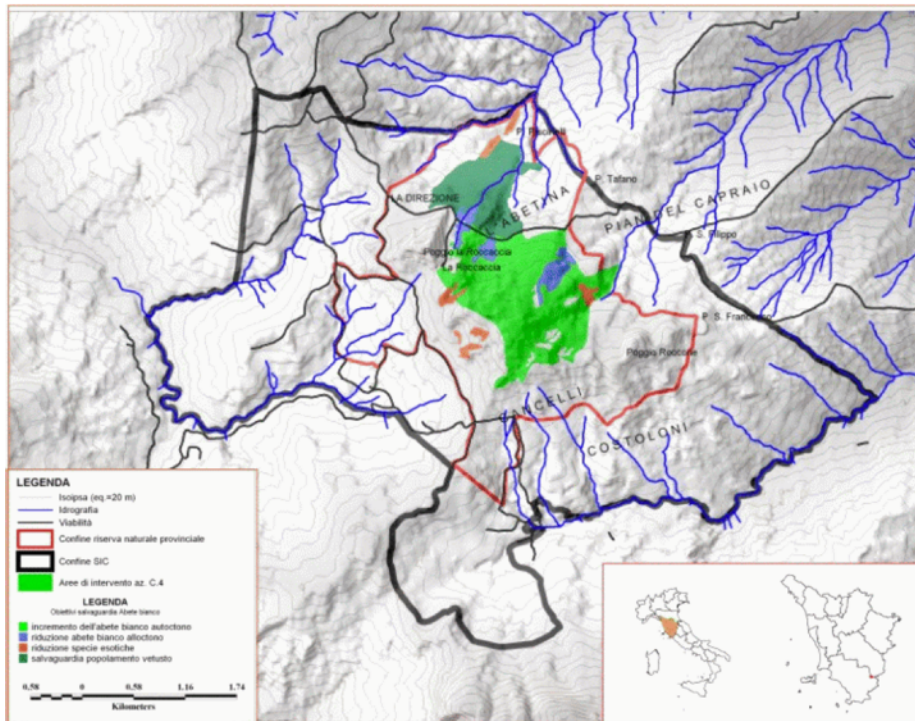 P. Tafano
LA DIREZIONE
L'ABETINA
PIANI DEL CAPRAIO
S. Filippo
Poggio la Roccaccia
La Roccaccia
P. S. Francesco
Poggio Roccone
CANCELLI
COSTOLONI
LEGENDA
Isoipsa (eq.=20 m)
Idrografia
Viabilità
Confine riserva naturale provinciale
Confine SIC
Aree di intervento az. C.4
LEGENDA
Obiettivi salvaguardia Abete bianco
incremento dell'abete bianco autoctono
riduzione abete bianco alloctono
riduzione specie esotiche
salvaguardia popolamento vetusto
0.58 0 0.58 1.16 1.74
Kilometers